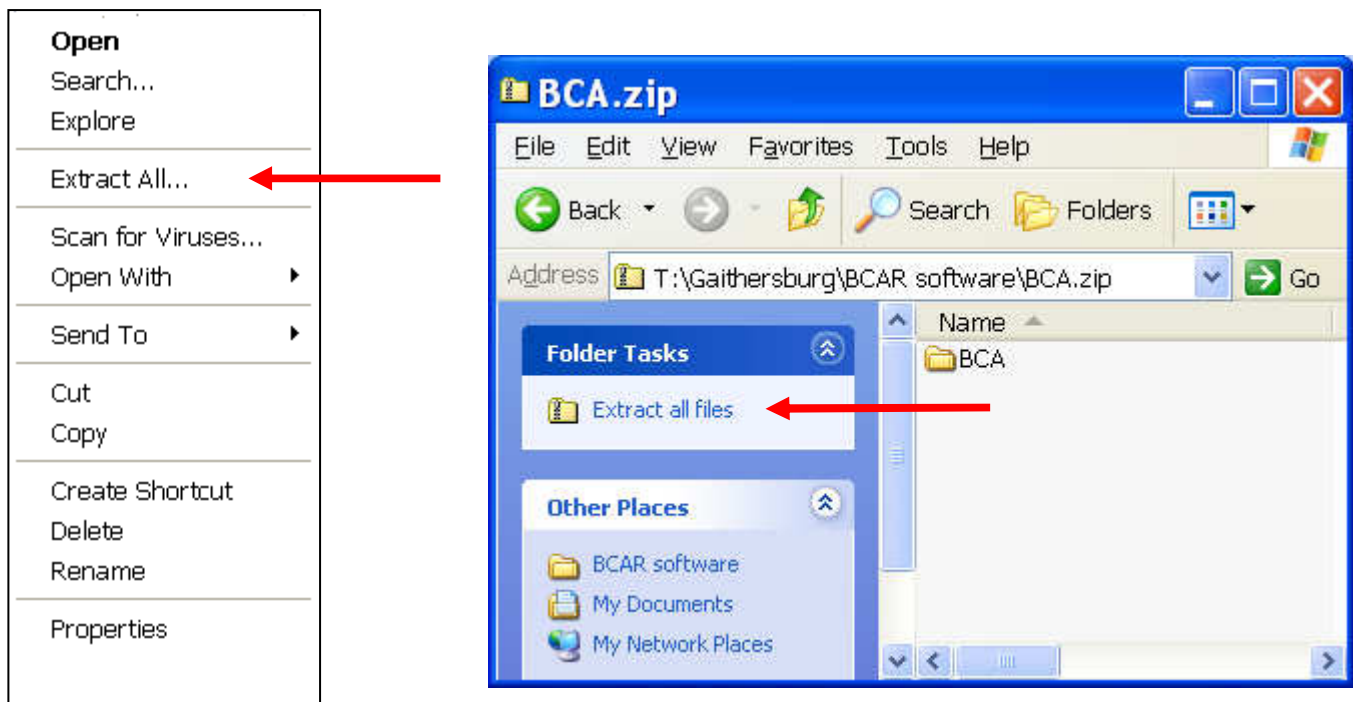 Open
Search...
Explore
Extract All...
Scan for Viruses...
Open With
Send To
Cut
Copy
Create Shortcut
Delete
Rename
Properties
BCA.zip
File Edit View Favorites Tools Help
Back Search Folders
Address T:\Gaithersburg\BCAR software\BCA.zip Go
Folder Tasks
Extract all files
Other Places
BCAR software
My Documents
My Network Places
Name
BCA